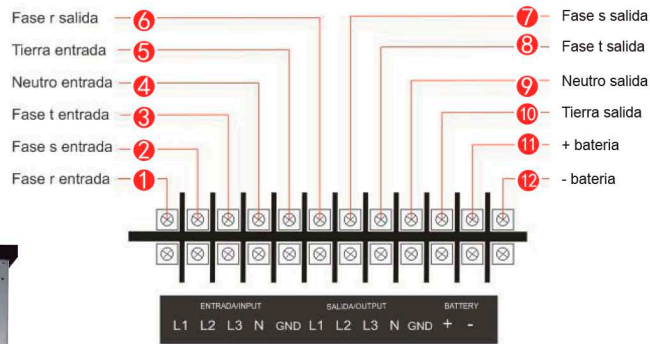 Fase r salida 6
Tierra entrada 5
Neutro entrada 4
Fase t entrada 3
Fase s entrada 2
Fase r entrada 1
7 Fase s salida
8 Fase t salida
9 Neutro salida
10 Tierra salida
11 + bateria
12 - bateria
ENTRADA/INPUT SALIDA/OUTPUT BATTERY
L1 L2 L3 N GND L1 L2 L3 N GND + -